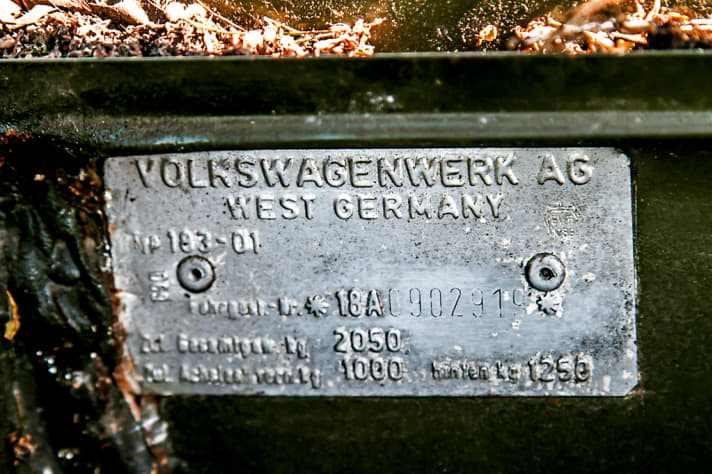 VOLKSWAGENWERK AG
WEST GERMANY
Typ 183-01
Fahrgest.-Nr. *18A0902919*
Zul. Gesamtgew. kg 2050
Zul. Achslast vorn kg 1000 hinten kg 1250